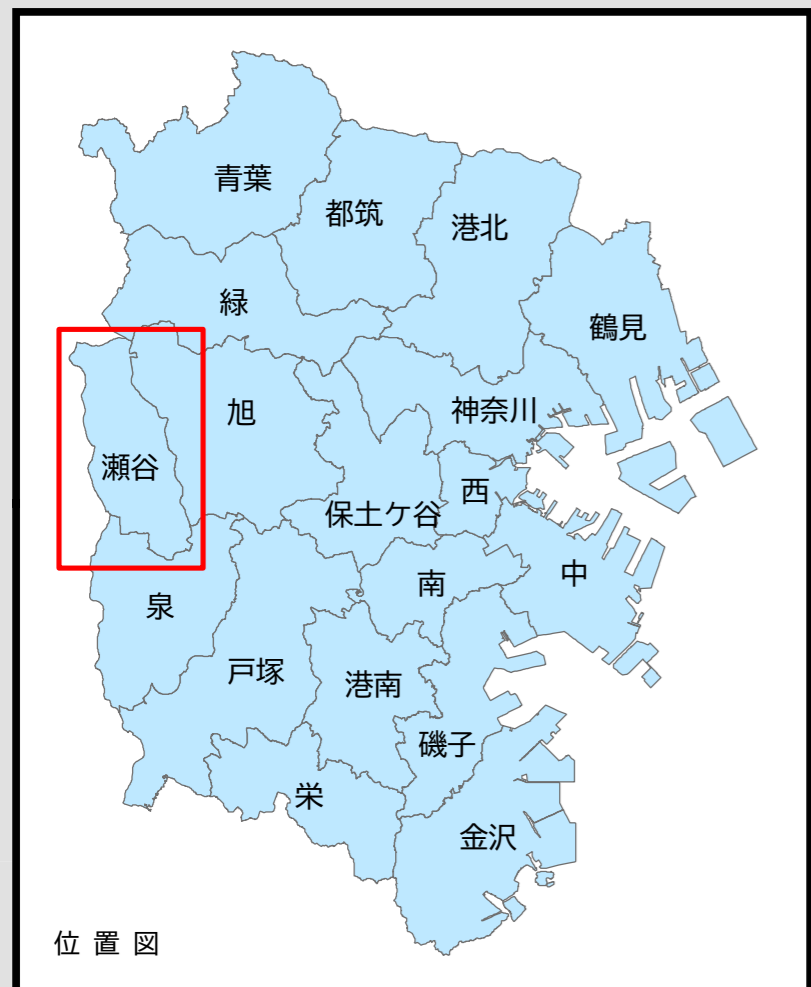 青葉
都筑
港北
緑
鶴見
旭
神奈川
瀬谷
西
保土ケ谷
中
南
泉
戸塚
港南
磯子
栄
金沢
位置図